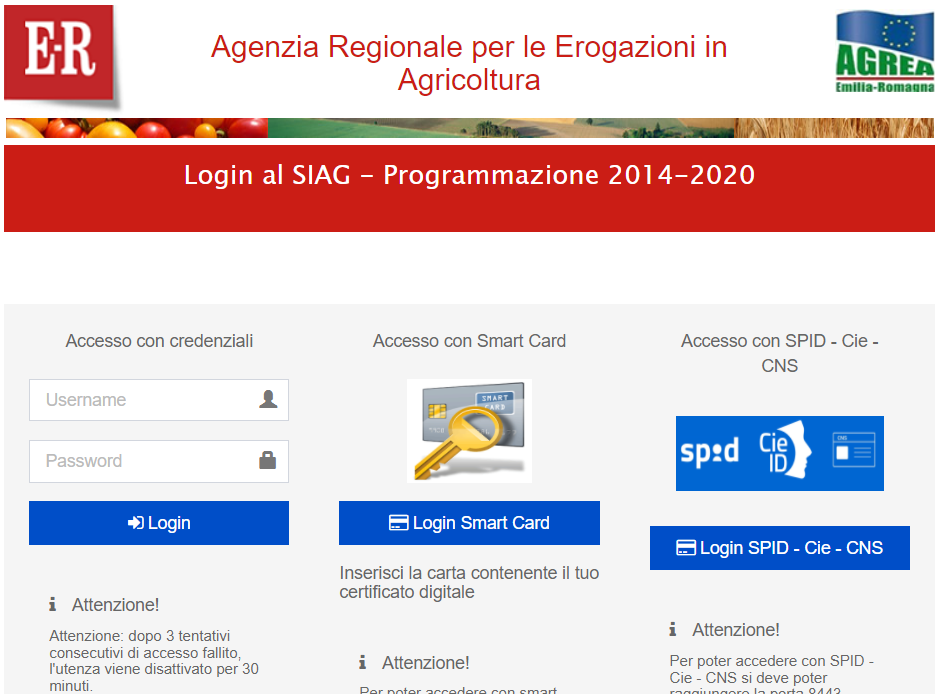 E-R
Agenzia Regionale per le Erogazioni in
Agricoltura
AGREA
Emilia-Romagna
Login al SIAG - Programmazione 2014-2020
Accesso con credenziali
Username
Password
Login
Attenzione!
Attenzione: dopo 3 tentativi
consecutivi di accesso fallito,
l'utenza viene disattivato per 30
minuti.
Accesso con Smart Card
SMART
CARD
Login Smart Card
Inserisci la carta contenente il tuo
certificato digitale
Attenzione!
Per poter accedere con smart
Accesso con SPID - Cie -
CNS
spid
Cie
ID
CNS
Login SPID - Cie - CNS
Attenzione!
Per poter accedere con SPID -
Cie - CNS si deve poter
raggiungere la porta 8443